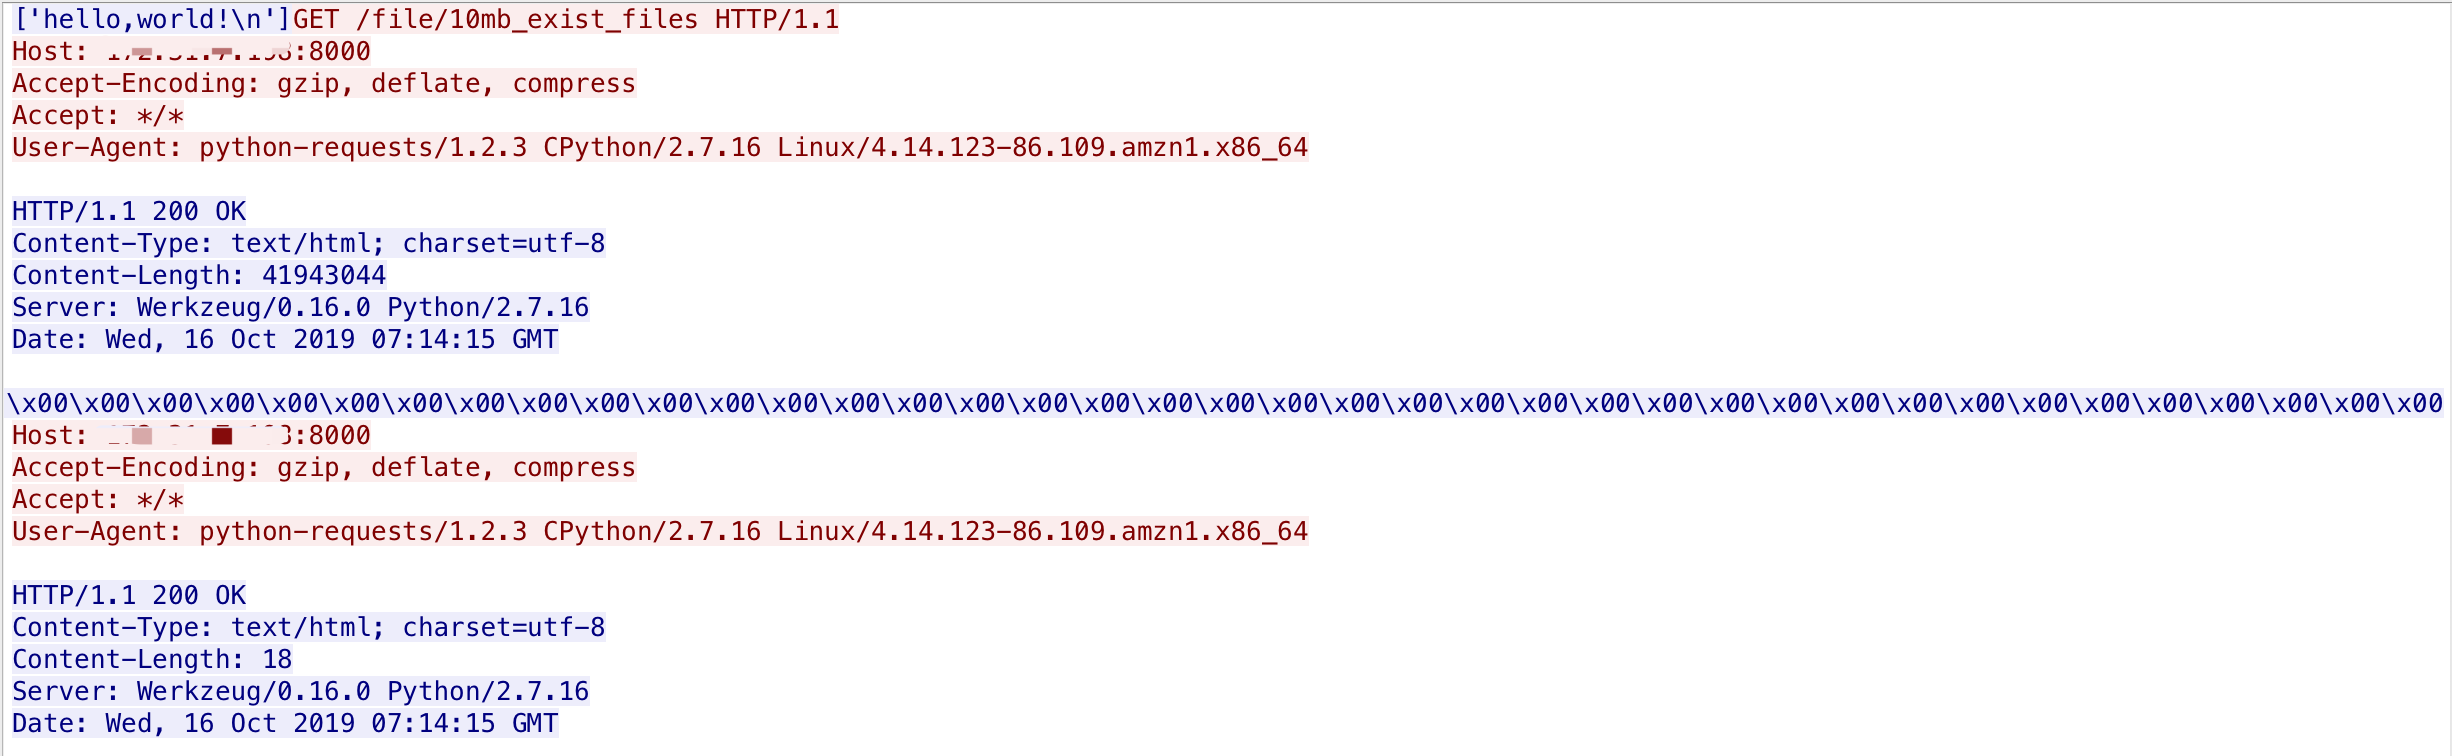 ['hello,world!\n']GET /file/10mb_exist_files HTTP/1.1
Host: :8000
Accept-Encoding: gzip, deflate, compress
Accept: */*
User-Agent: python-requests/1.2.3 CPython/2.7.16 Linux/4.14.123-86.109.amzn1.x86_64
HTTP/1.1 200 OK
Content-Type: text/html; charset=utf-8
Content-Length: 41943044
Server: Werkzeug/0.16.0 Python/2.7.16
Date: Wed, 16 Oct 2019 07:14:15 GMT
\x00\x00\x00\x00\x00\x00\x00\x00\x00\x00\x00\x00\x00\x00\x00\x00\x00\x00\x00\x00\x00\x00\x00\x00\x00\x00\x00\x00\x00\x00\x00\x00\x00\x00\x00\x00\x00\x00\x00
Host: :8000
Accept-Encoding: gzip, deflate, compress
Accept: */*
User-Agent: python-requests/1.2.3 CPython/2.7.16 Linux/4.14.123-86.109.amzn1.x86_64
HTTP/1.1 200 OK
Content-Type: text/html; charset=utf-8
Content-Length: 18
Server: Werkzeug/0.16.0 Python/2.7.16
Date: Wed, 16 Oct 2019 07:14:15 GMT